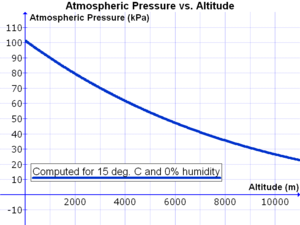 Atmospheric Pressure vs. Altitude
Atmospheric Pressure (kPa)
110
100
90
80
70
60
50
40
30
20
10
-10
Computed for 15 deg. C and 0% humidity
Altitude (m)
2000 4000 6000 8000 10000